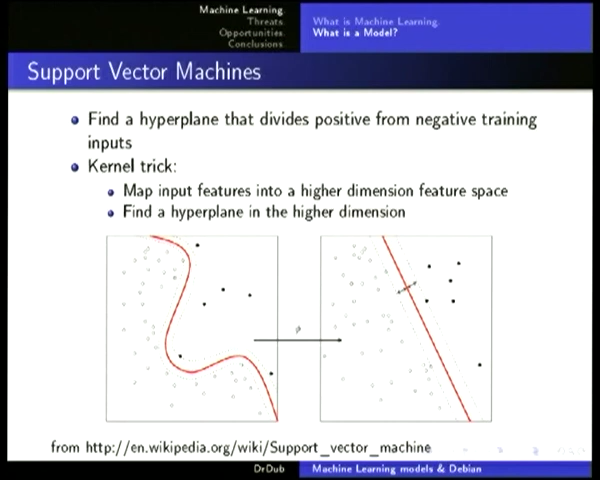 Machine Learning
Threats
Opportunities
Conclusions
What is Machine Learning
What is a Model?
Support Vector Machines
Find a hyperplane that divides positive from negative training
inputs
Kernel trick:
Map input features into a higher dimension feature space
Find a hyperplane in the higher dimension
from http://en.wikipedia.org/wiki/Support_vector_machine
DrDub
Machine Learning models & Debian